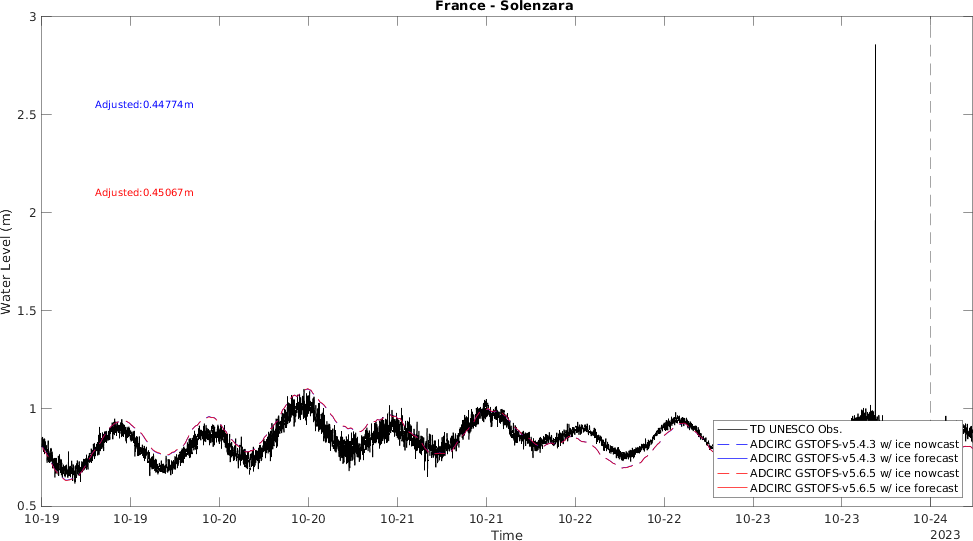 France - Solenzara
3
2.5
2
1.5
1
0.5
Water Level (m)
Adjusted:0.44774m
Adjusted:0.45067m
TD UNESCO Obs.
ADCIRC GSTOFS-v5.4.3 w/ ice nowcast
ADCIRC GSTOFS-v5.4.3 w/ ice forecast
ADCIRC GSTOFS-v5.6.5 w/ ice nowcast
ADCIRC GSTOFS-v5.6.5 w/ ice forecast
10-19 10-19 10-20 10-20 10-21 10-21 10-22 10-22 10-23 10-23 10-24
Time
2023